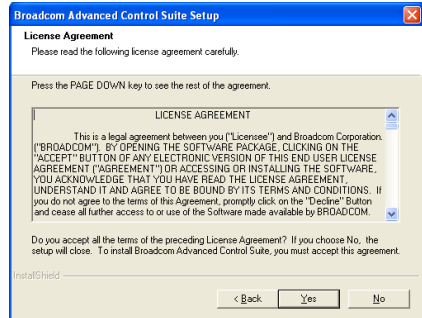 Broadcom Advanced Control Suite Setup
License Agreement
Please read the following license agreement carefully.
Press the PAGE DOWN key to see the rest of the agreement.
LICENSE AGREEMENT
This is a legal agreement between you ("Licensee") and Broadcom Corporation.
("BROADCOM"). BY OPENING THE SOFTWARE PACKAGE, CLICKING ON THE
"ACCEPT" BUTTON OF ANY ELECTRONIC VERSION OF THIS END USER LICENSE
AGREEMENT ("AGREEMENT") OR ACCESSING OR INSTALLING THE SOFTWARE,
YOU ACKNOWLEDGE THAT YOU HAVE READ THE LICENSE AGREEMENT,
UNDERSTAND IT AND AGREE TO BE BOUND BY ITS TERMS AND CONDITIONS. If
you do not agree to the terms of this Agreement, promptly click on the "Decline" Button
and cease all further access to or use of the Software made available by BROADCOM.
Do you accept all the terms of the preceding License Agreement? If you choose No, the
setup will close. To install Broadcom Advanced Control Suite, you must accept this agreement.
InstallShield
< Back Yes No